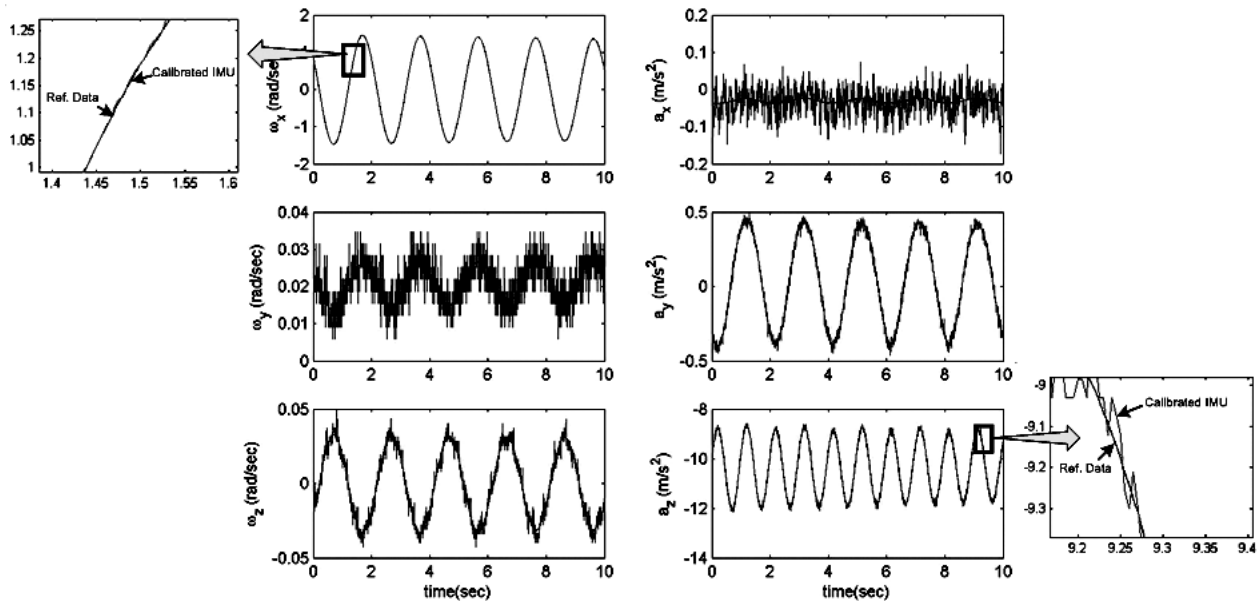 1.25
1.2
1.15
1.1
1.05
1
1.4 1.45 1.5 1.55 1.6
Calibrated IMU
Ref. Data
2
1
0
-1
-2
ωx (rad/sec)
0 2 4 6 8 10
0.2
0.1
0
-0.1
-0.2
ax (m/s²)
0 2 4 6 8 10
0.04
0.03
0.02
0.01
0
ωy (rad/sec)
0 2 4 6 8 10
0.5
0
-0.5
ay (m/s²)
0 2 4 6 8 10
0.05
0
-0.05
ωz (rad/sec)
0 2 4 6 8 10
time(sec)
-8
-10
-12
-14
az (m/s²)
0 2 4 6 8 10
time(sec)
-9
-9.1
-9.2
-9.3
9.2 9.25 9.3 9.35 9.4
Calibrated IMU
Ref. Data